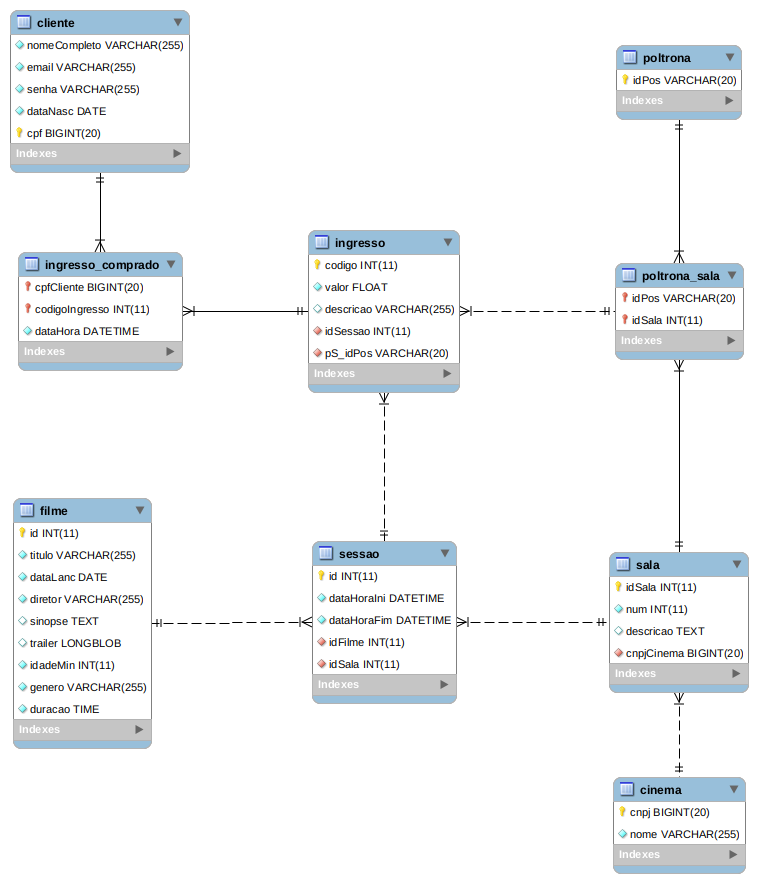 cliente
nomeCompleto VARCHAR(255)
email VARCHAR(255)
senha VARCHAR(255)
dataNasc DATE
cpf BIGINT(20)
Indexes
poltrona
idPos VARCHAR(20)
Indexes
ingresso_comprado
cpfCliente BIGINT(20)
codigoIngresso INT(11)
dataHora DATETIME
Indexes
ingresso
codigo INT(11)
valor FLOAT
descricao VARCHAR(255)
idSessao INT(11)
pS_idPos VARCHAR(20)
Indexes
poltrona_sala
idPos VARCHAR(20)
idSala INT(11)
Indexes
filme
id INT(11)
titulo VARCHAR(255)
dataLanc DATE
diretor VARCHAR(255)
sinopse TEXT
trailer LONGBLOB
idadeMin INT(11)
genero VARCHAR(255)
duracao TIME
Indexes
sessao
id INT(11)
dataHoraIni DATETIME
dataHoraFim DATETIME
idFilme INT(11)
idSala INT(11)
Indexes
sala
idSala INT(11)
num INT(11)
descricao TEXT
cnpjCinema BIGINT(20)
Indexes
cinema
cnpj BIGINT(20)
nome VARCHAR(255)
Indexes